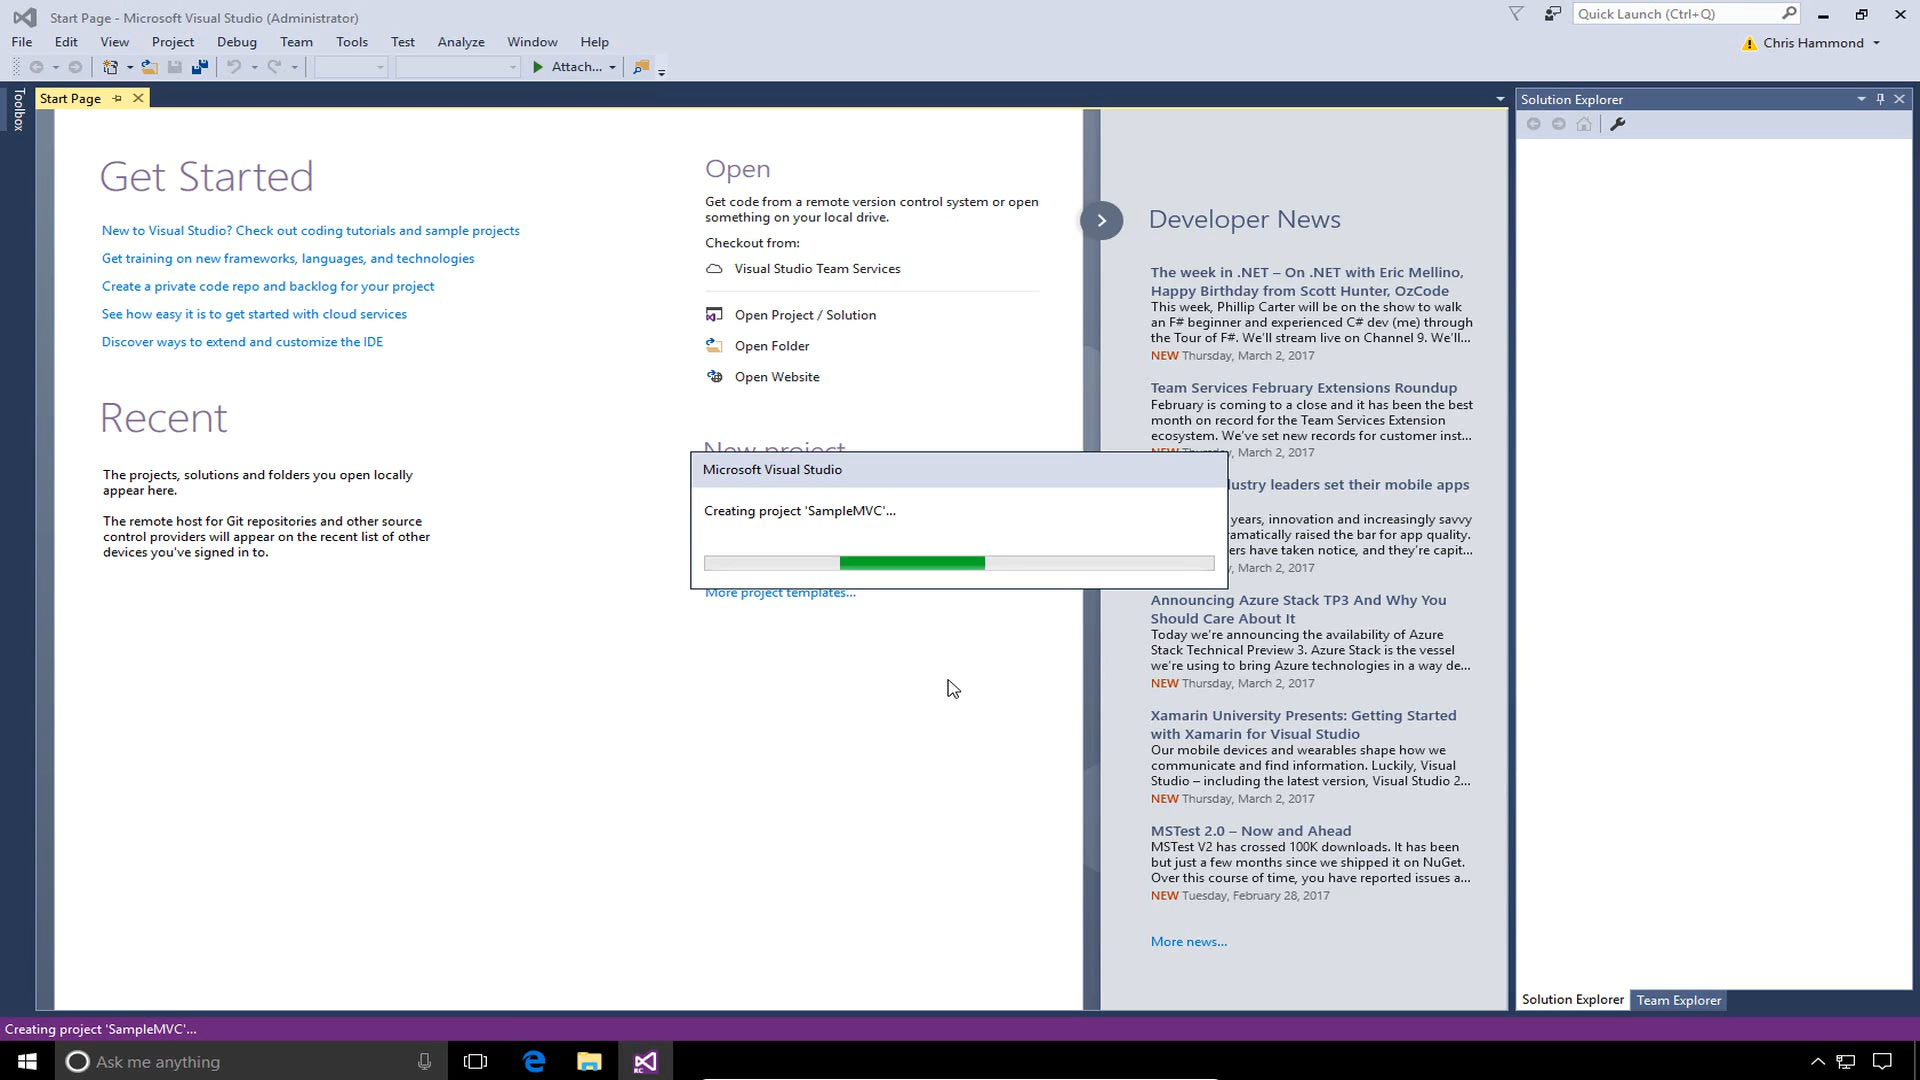 Start Page - Microsoft Visual Studio (Administrator)
Quick Launch (Ctrl+Q)
File Edit View Project Debug Team Tools Test Analyze Window Help
Chris Hammond
Attach...
Toolbox
Start Page
Get Started
New to Visual Studio? Check out coding tutorials and sample projects
Get training on new frameworks, languages, and technologies
Create a private code repo and backlog for your project
See how easy it is to get started with cloud services
Discover ways to extend and customize the IDE
Recent
The projects, solutions and folders you open locally
appear here.
The remote host for Git repositories and other source
control providers will appear on the recent list of other
devices you've signed in to.
Open
Get code from a remote version control system or open
something on your local drive.
Checkout from:
Visual Studio Team Services
Open Project / Solution
Open Folder
Open Website
New project
Microsoft Visual Studio
Creating project 'SampleMVC'...
More project templates...
Developer News
The week in .NET – On .NET with Eric Mellino,
Happy Birthday from Scott Hunter, OzCode
This week, Phillip Carter will be on the show to walk
an F# beginner and experienced C# dev (me) through
the Tour of F#. We'll stream live on Channel 9. We'll...
NEW Thursday, March 2, 2017
Team Services February Extensions Roundup
February is coming to a close and it has been the best
month on record for the Team Services Extension
ecosystem. We've set new records for customer inst...
NEW Thursday, March 2, 2017
leaders set their mobile apps
years, innovation and increasingly savvy
raised the bar for app quality.
have taken notice, and they're capit...
March 2, 2017
Announcing Azure Stack TP3 And Why You
Should Care About It
Today we're announcing the availability of Azure
Stack Technical Preview 3. Azure Stack is the vessel
we're using to bring Azure technologies in a way de...
NEW Thursday, March 2, 2017
Xamarin University Presents: Getting Started
with Xamarin for Visual Studio
Our mobile devices and wearables shape how we
communicate and find information. Luckily, Visual
Studio – including the latest version, Visual Studio 2...
NEW Thursday, March 2, 2017
MSTest 2.0 – Now and Ahead
MSTest V2 has crossed 100K downloads. It has been
but just a few months since we shipped it on NuGet.
Over this course of time, you have reported issues a...
NEW Tuesday, February 28, 2017
More news...
Solution Explorer
Solution Explorer Team Explorer
Creating project 'SampleMVC'...
Ask me anything
RC